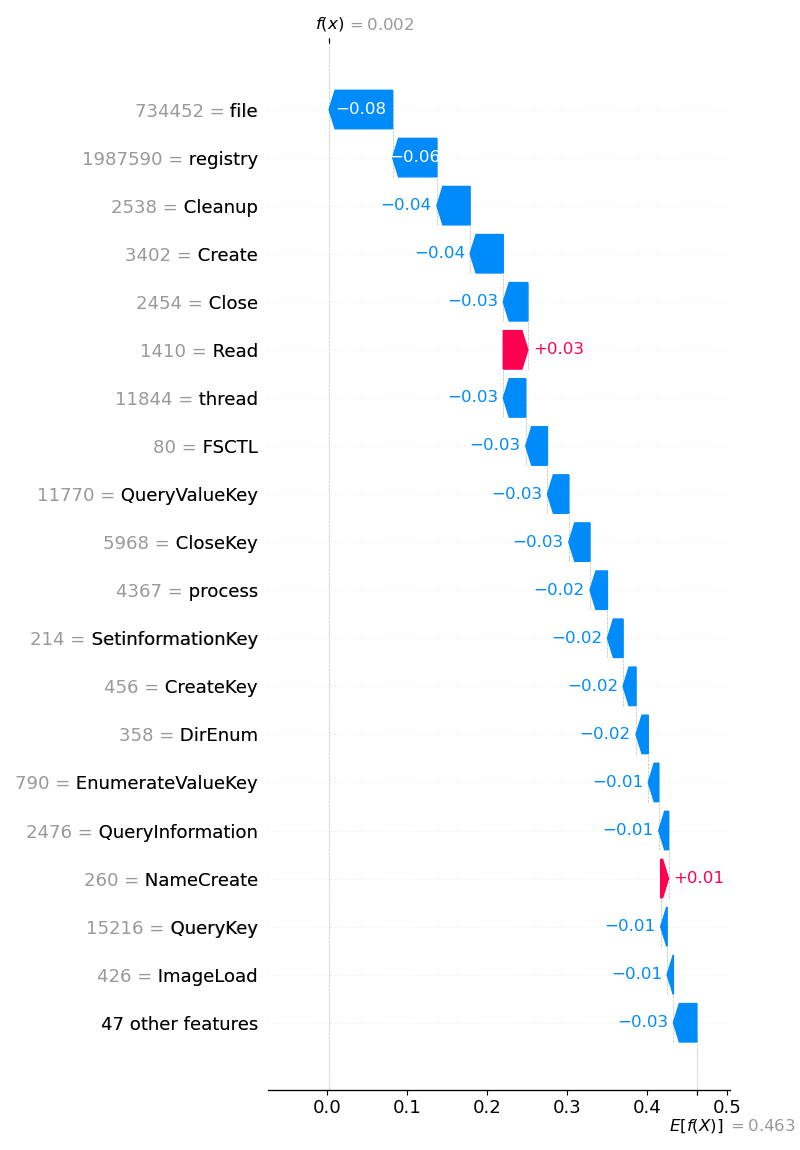 f(x) = 0.002
734452 = file −0.08
1987590 = registry −0.06
2538 = Cleanup −0.04
3402 = Create −0.04
2454 = Close −0.03
1410 = Read +0.03
11844 = thread −0.03
80 = FSCTL −0.03
11770 = QueryValueKey −0.03
5968 = CloseKey −0.03
4367 = process −0.02
214 = SetinformationKey −0.02
456 = CreateKey −0.02
358 = DirEnum −0.02
790 = EnumerateValueKey −0.01
2476 = QueryInformation −0.01
260 = NameCreate +0.01
15216 = QueryKey −0.01
426 = ImageLoad −0.01
47 other features −0.03
0.0 0.1 0.2 0.3 0.4 0.5
E[f(X)] = 0.463